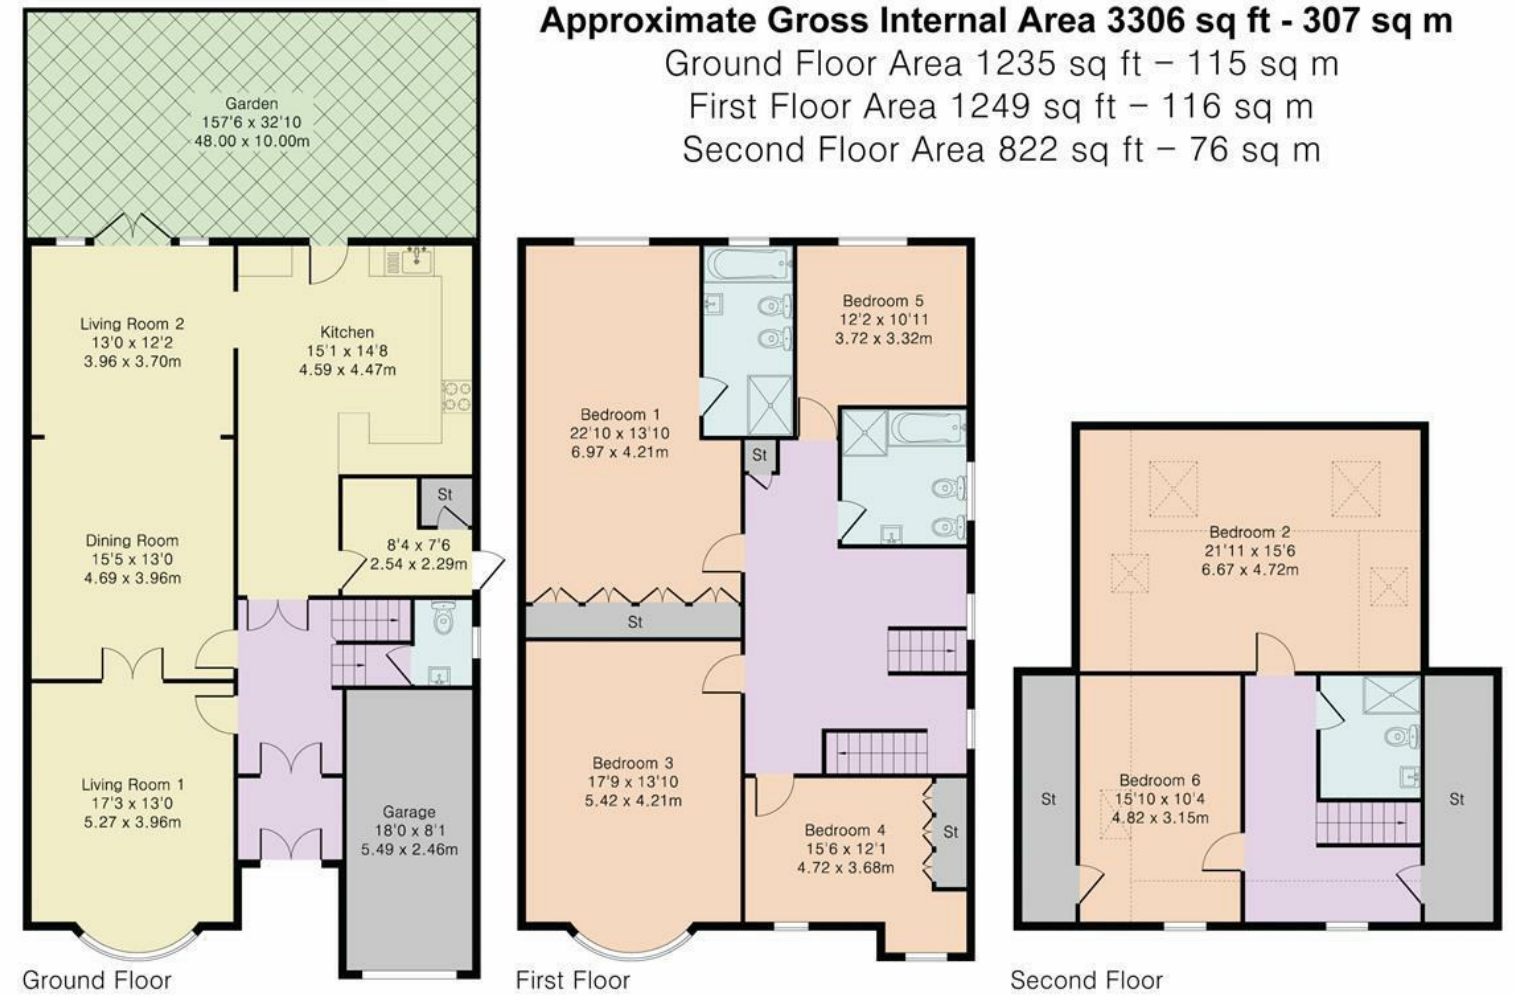 Approximate Gross Internal Area 3306 sq ft - 307 sq m
Ground Floor Area 1235 sq ft – 115 sq m
First Floor Area 1249 sq ft – 116 sq m
Second Floor Area 822 sq ft – 76 sq m
Garden
157'6 x 32'10
48.00 x 10.00m
Living Room 2
13'0 x 12'2
3.96 x 3.70m
Kitchen
15'1 x 14'8
4.59 x 4.47m
St
8'4 x 7'6
2.54 x 2.29m
Dining Room
15'5 x 13'0
4.69 x 3.96m
Living Room 1
17'3 x 13'0
5.27 x 3.96m
Garage
18'0 x 8'1
5.49 x 2.46m
Ground Floor
Bedroom 5
12'2 x 10'11
3.72 x 3.32m
Bedroom 1
22'10 x 13'10
6.97 x 4.21m
St
St
Bedroom 3
17'9 x 13'10
5.42 x 4.21m
Bedroom 4
15'6 x 12'1
4.72 x 3.68m
St
First Floor
Bedroom 2
21'11 x 15'6
6.67 x 4.72m
Bedroom 6
15'10 x 10'4
4.82 x 3.15m
St
St
Second Floor